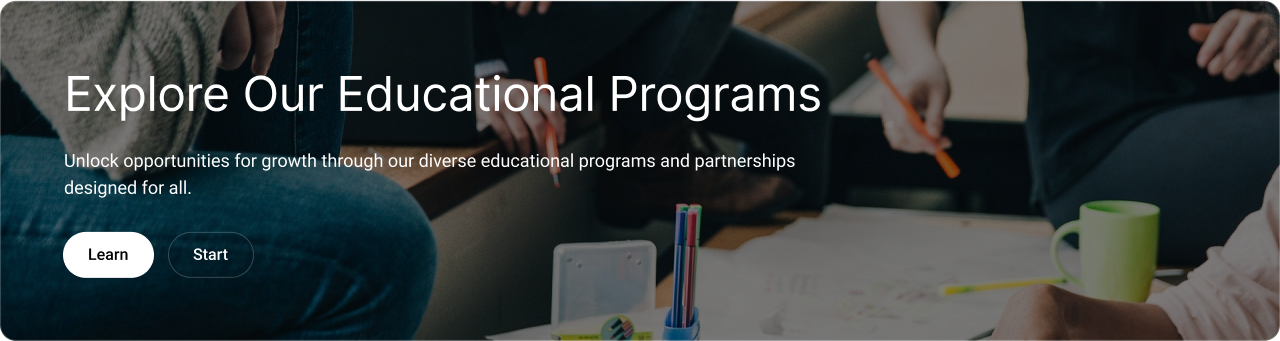 Explore Our Educational Programs
Unlock opportunities for growth through our diverse educational programs and partnerships
designed for all.
Learn
Start